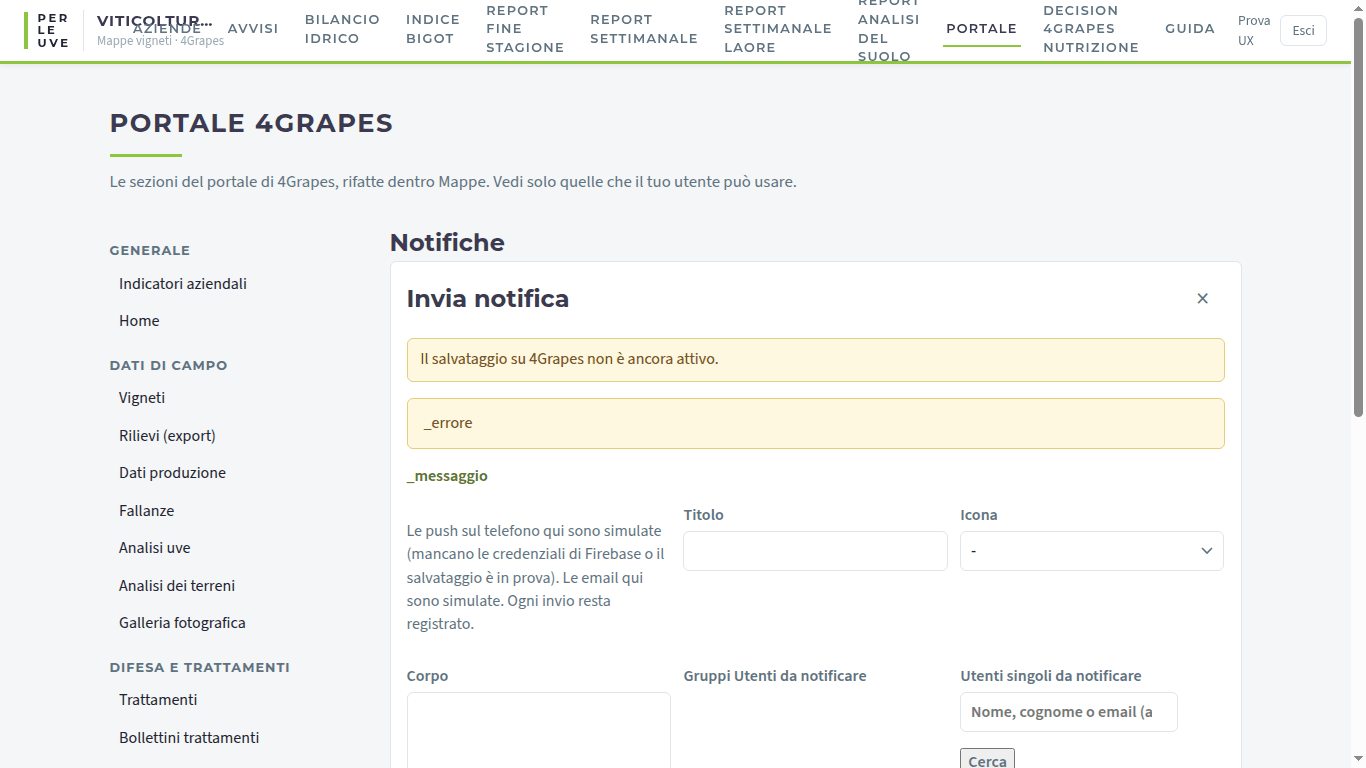 PER
LE
UVE
VITICOLTUR...
Mappe vigneti · 4Grapes
AZIENDE
AVVISI
BILANCIO
IDRICO
INDICE
BIGOT
REPORT
FINE
STAGIONE
REPORT
SETTIMANALE
REPORT
SETTIMANALE
LAORE
REPORT
ANALISI
DEL
SUOLO
PORTALE
DECISION
4GRAPES
NUTRIZIONE
GUIDA
Prova
UX
Esci
PORTALE 4GRAPES
Le sezioni del portale di 4Grapes, rifatte dentro Mappe. Vedi solo quelle che il tuo utente può usare.
GENERALE
Indicatori aziendali
Home
DATI DI CAMPO
Vigneti
Rilievi (export)
Dati produzione
Fallanze
Analisi uve
Analisi dei terreni
Galleria fotografica
DIFESA E TRATTAMENTI
Trattamenti
Bollettini trattamenti
Notifiche
Invia notifica
×
Il salvataggio su 4Grapes non è ancora attivo.
_errore
_messaggio
Le push sul telefono qui sono simulate
(mancano le credenziali di Firebase o il
salvataggio è in prova). Le email qui
sono simulate. Ogni invio resta
registrato.
Titolo
Icona
-
Corpo
Gruppi Utenti da notificare
Utenti singoli da notificare
Nome, cognome o email (a
Cerca